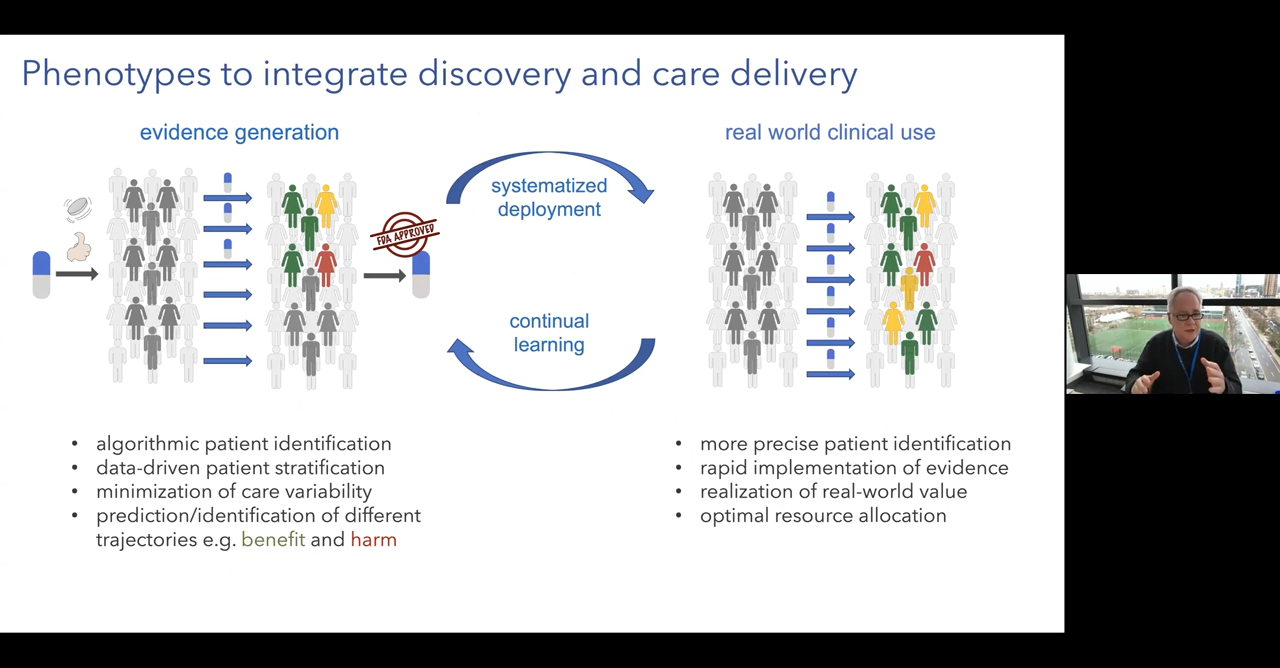 Phenotypes to integrate discovery and care delivery
evidence generation
real world clinical use
systematized
deployment
FDA APPROVED
continual
learning
• algorithmic patient identification
• data-driven patient stratification
• minimization of care variability
• prediction/identification of different
trajectories e.g. benefit and harm
• more precise patient identification
• rapid implementation of evidence
• realization of real-world value
• optimal resource allocation